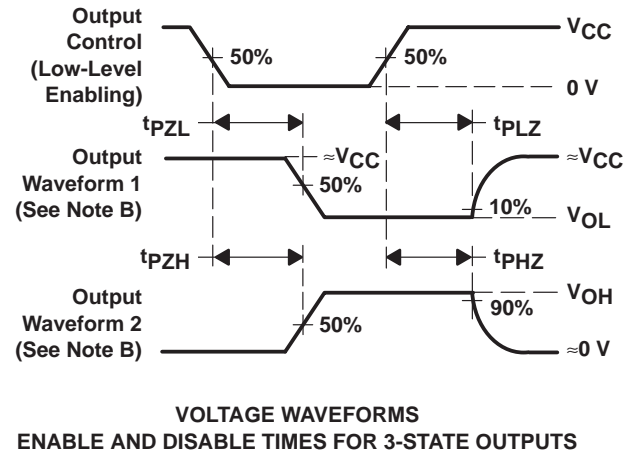 Output
Control
(Low-Level
Enabling)
50%
50%
VCC
0 V
tPZL
tPLZ
Output
Waveform 1
(See Note B)
≈VCC
50%
≈VCC
10%
VOL
tPZH
tPHZ
Output
Waveform 2
(See Note B)
50%
VOH
90%
≈0 V
VOLTAGE WAVEFORMS
ENABLE AND DISABLE TIMES FOR 3-STATE OUTPUTS